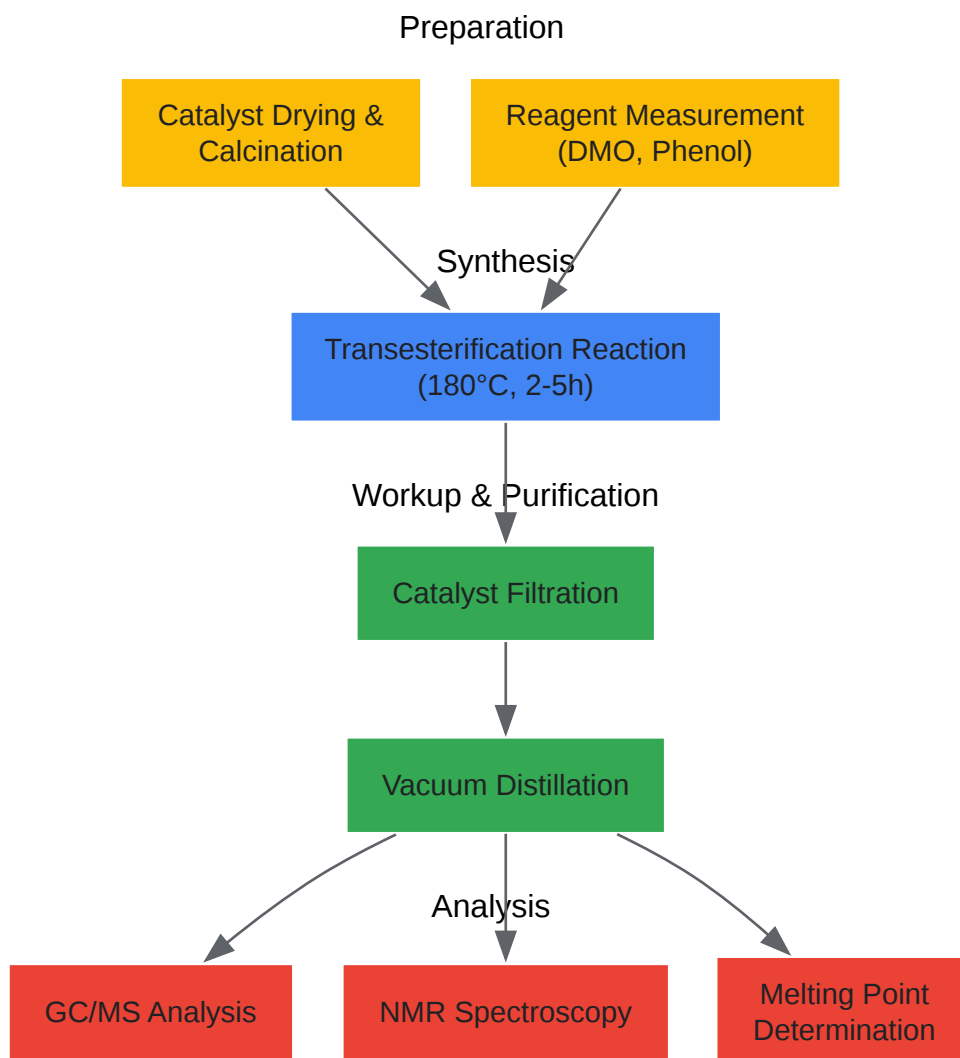 Preparation
Catalyst Drying &
Calcination
Reagent Measurement
(DMO, Phenol)
Synthesis
Transesterification Reaction
(180°C, 2-5h)
Workup & Purification
Catalyst Filtration
Vacuum Distillation
Analysis
GC/MS Analysis
NMR Spectroscopy
Melting Point
Determination